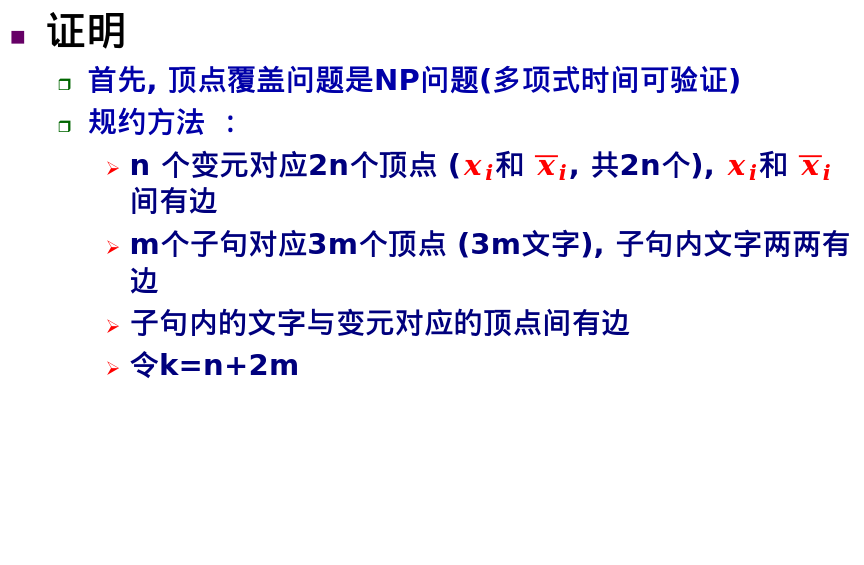 证明
首先, 顶点覆盖问题是NP问题(多项式时间可验证)
规约方法 ：
n 个变元对应2n个顶点 (xᵢ和 x̅ᵢ, 共2n个), xᵢ和 x̅ᵢ
间有边
m个子句对应3m个顶点 (3m文字), 子句内文字两两有
边
子句内的文字与变元对应的顶点间有边
令k=n+2m